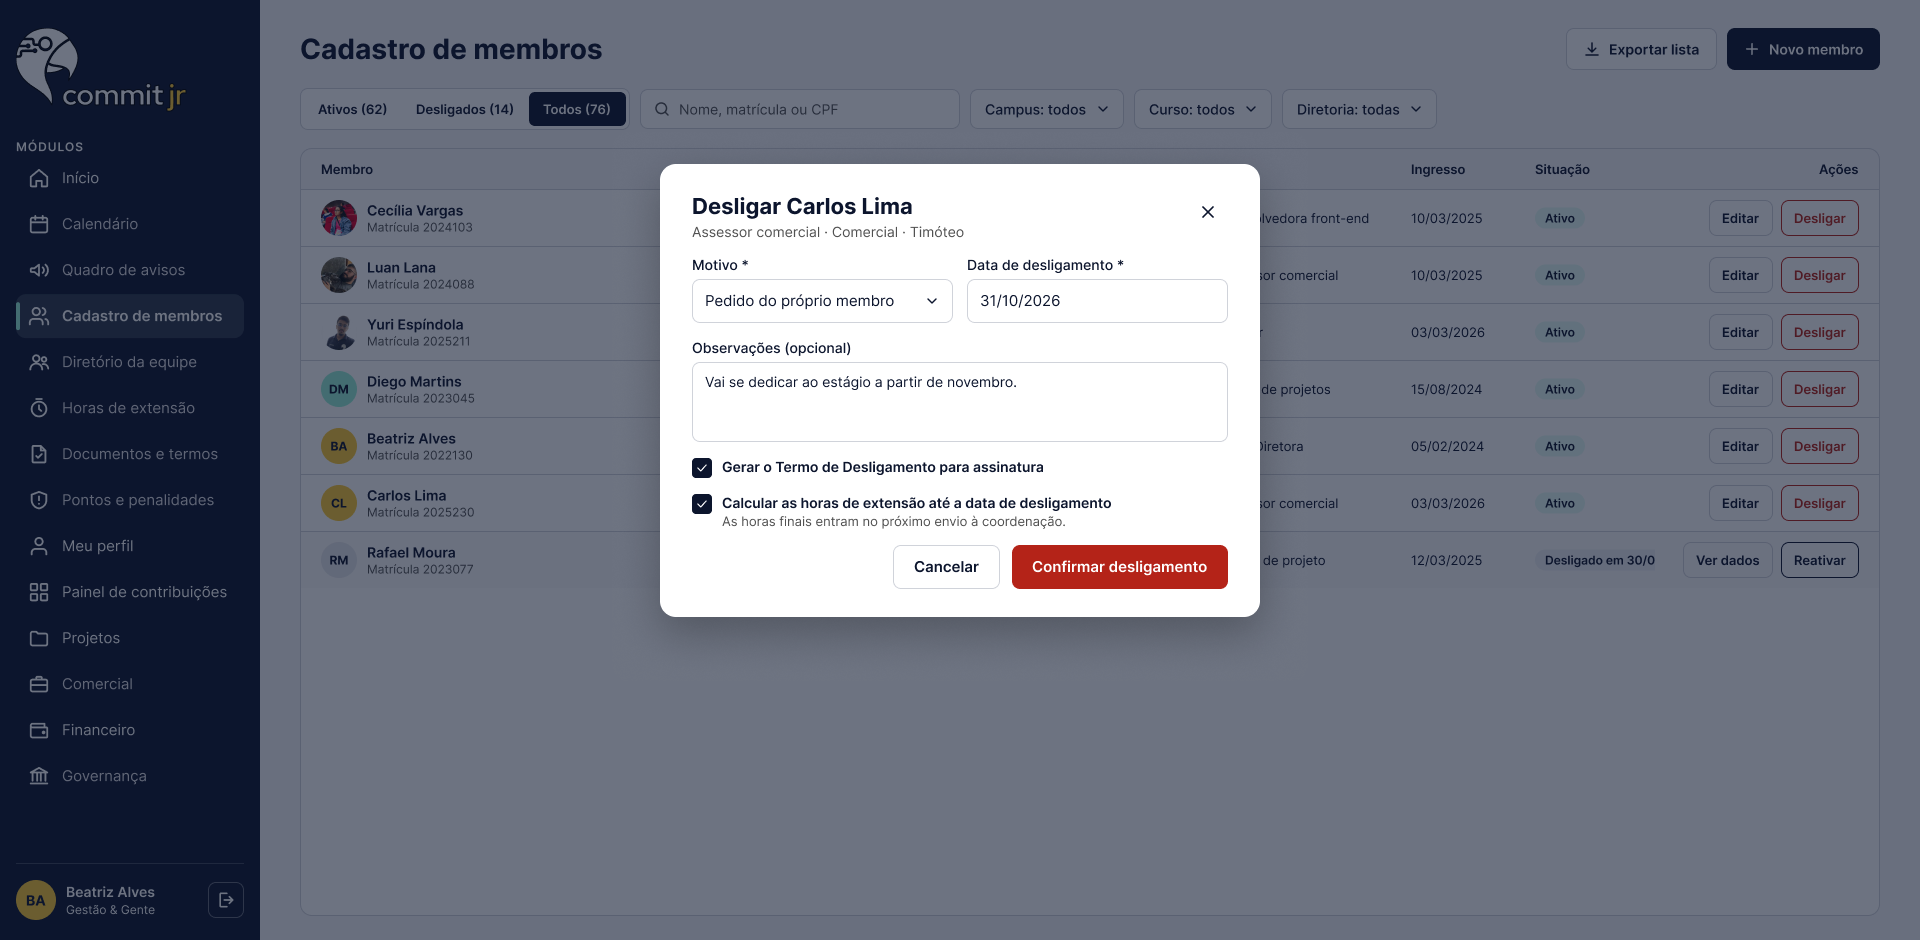 commit jr
MÓDULOS
Início
Calendário
Quadro de avisos
Cadastro de membros
Diretório da equipe
Horas de extensão
Documentos e termos
Pontos e penalidades
Meu perfil
Painel de contribuições
Projetos
Comercial
Financeiro
Governança
BA
Beatriz Alves
Gestão & Gente
Cadastro de membros
Exportar lista
Novo membro
Ativos (62)
Desligados (14)
Todos (76)
Nome, matrícula ou CPF
Campus: todos
Curso: todos
Diretoria: todas
Membro
Ingresso
Situação
Ações
Cecília Vargas
Matrícula 2024103
front-end
10/03/2025
Ativo
Editar
Desligar
Luan Lana
Matrícula 2024088
comercial
10/03/2025
Ativo
Editar
Desligar
Yuri Espíndola
Matrícula 2025211
03/03/2026
Ativo
Editar
Desligar
DM
Diego Martins
Matrícula 2023045
de projetos
15/08/2024
Ativo
Editar
Desligar
BA
Beatriz Alves
Matrícula 2022130
Diretora
05/02/2024
Ativo
Editar
Desligar
CL
Carlos Lima
Matrícula 2025230
comercial
03/03/2026
Ativo
Editar
Desligar
RM
Rafael Moura
Matrícula 2023077
de projeto
12/03/2025
Desligado em 30/0
Ver dados
Reativar
Desligar Carlos Lima
Assessor comercial · Comercial · Timóteo
Motivo *
Pedido do próprio membro
Data de desligamento *
31/10/2026
Observações (opcional)
Vai se dedicar ao estágio a partir de novembro.
Gerar o Termo de Desligamento para assinatura
Calcular as horas de extensão até a data de desligamento
As horas finais entram no próximo envio à coordenação.
Cancelar
Confirmar desligamento